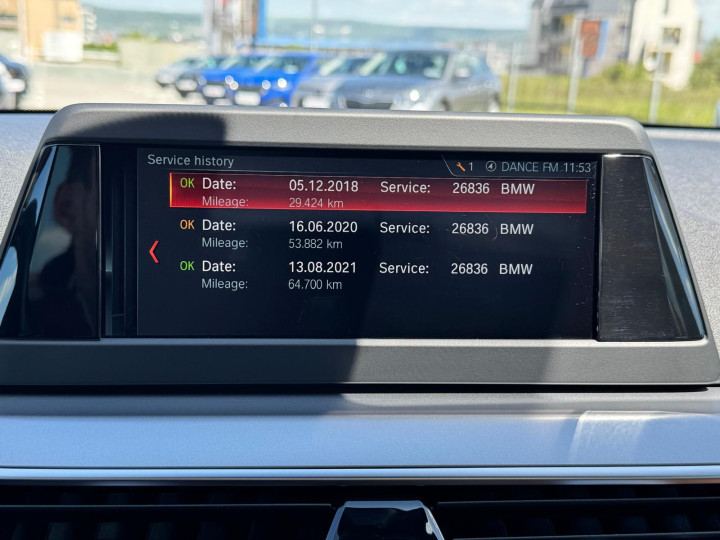 Service history
1 DANCE FM 11:53
OK Date: 05.12.2018 Service: 26836 BMW
Mileage: 29.424 km
OK Date: 16.06.2020 Service: 26836 BMW
Mileage: 53.882 km
OK Date: 13.08.2021 Service: 26836 BMW
Mileage: 64.700 km